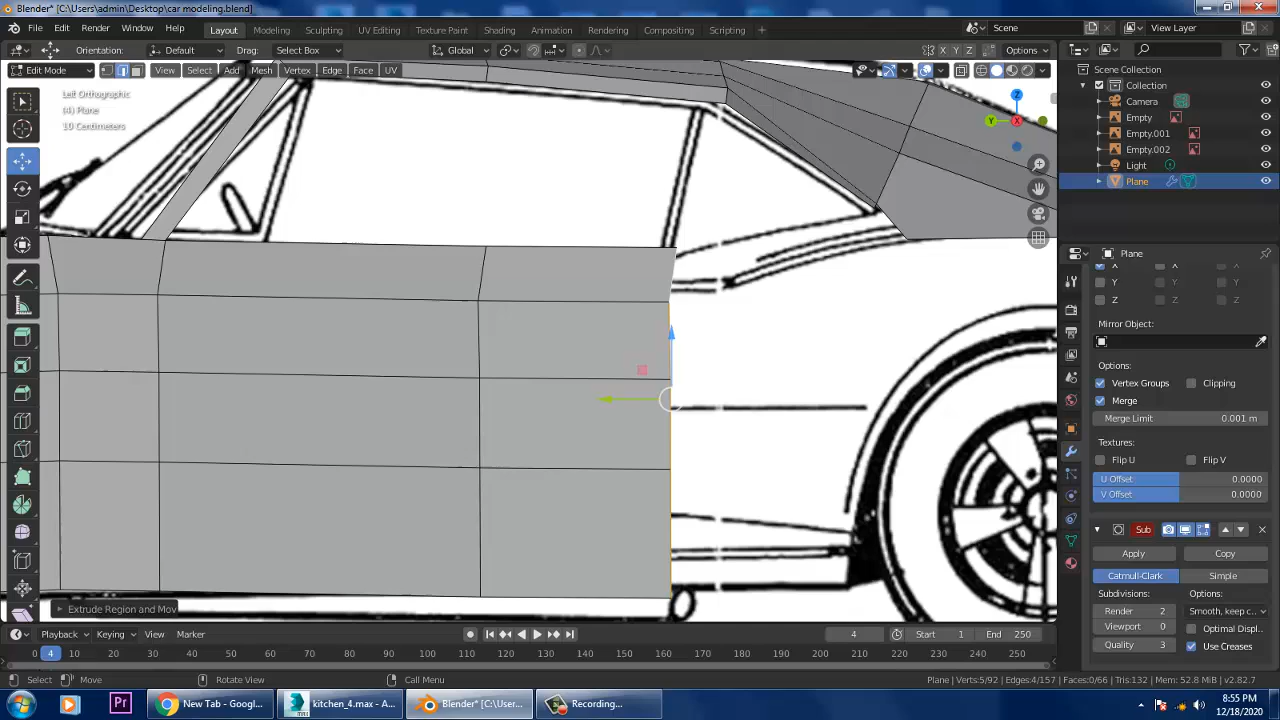 Blender* [C:\Users\admin\Desktop\car modeling.blend]
File Edit Render Window Help Layout Modeling Sculpting UV Editing Texture Paint Shading Animation Rendering Compositing Scripting + Scene View Layer
Orientation: Default Drag: Select Box Global X Y Z Options
Edit Mode View Select Add Mesh Vertex Edge Face UV
Left Orthographic
(4) Plane
10 Centimeters
Z
Y X
Scene Collection
Collection
Camera
Empty
Empty.001
Empty.002
Light
Plane
Plane
X X X
Y Y Y
Z Z Z
Mirror Object:
Options:
Vertex Groups Clipping
Merge
Merge Limit 0.001 m
Textures:
Flip U Flip V
U Offset 0.0000
V Offset 0.0000
Sub
Apply Copy
Catmull-Clark Simple
Subdivisions: Options:
Render 2 Smooth, keep c...
Viewport 0 Optimal Displ...
Quality 3 Use Creases
Extrude Region and Mov
Playback Keying View Marker 4 Start 1 End 250
0 4 10 20 30 40 50 60 70 80 90 100 110 120 130 140 150 160 170 180 190 200 210 220 230 240 250
Select Move Rotate View Call Menu Plane | Verts:5/92 | Edges:4/157 | Faces:0/66 | Tris:132 | Mem: 52.8 MiB | v2.82.7
Pr New Tab - Googl... kitchen_4.max - A... Blender* [C:\Users... Recording... 8:55 PM
12/18/2020